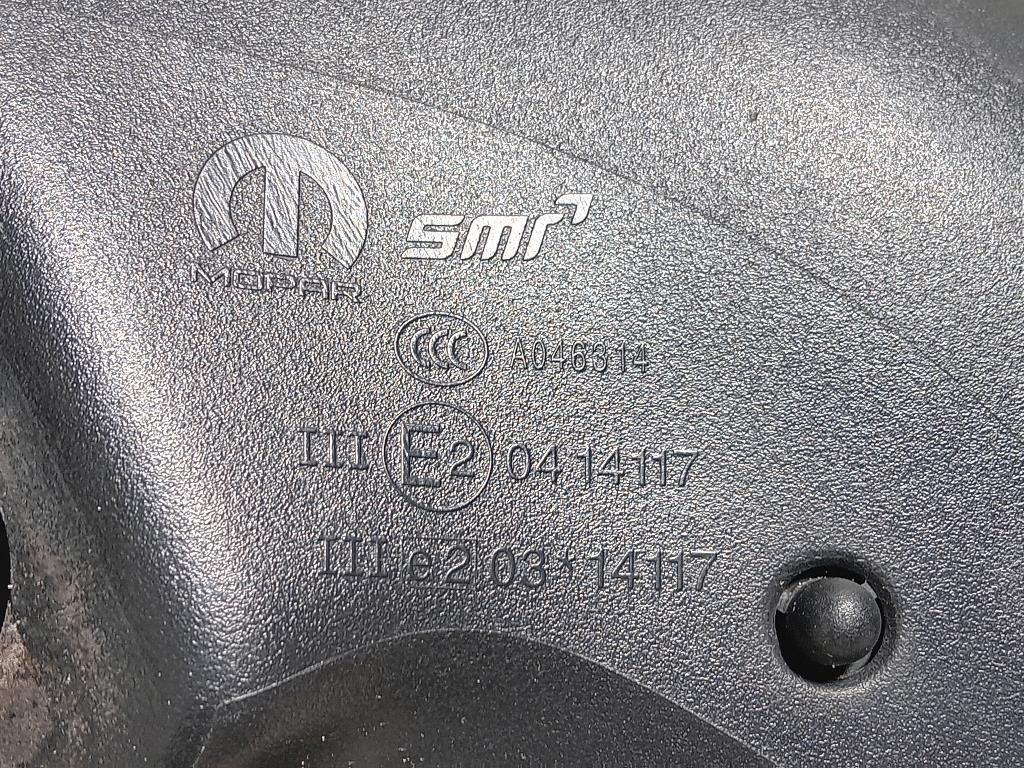 MOPAR
smr
CCC A046314
III E2 04 14117
III e2 03*14117